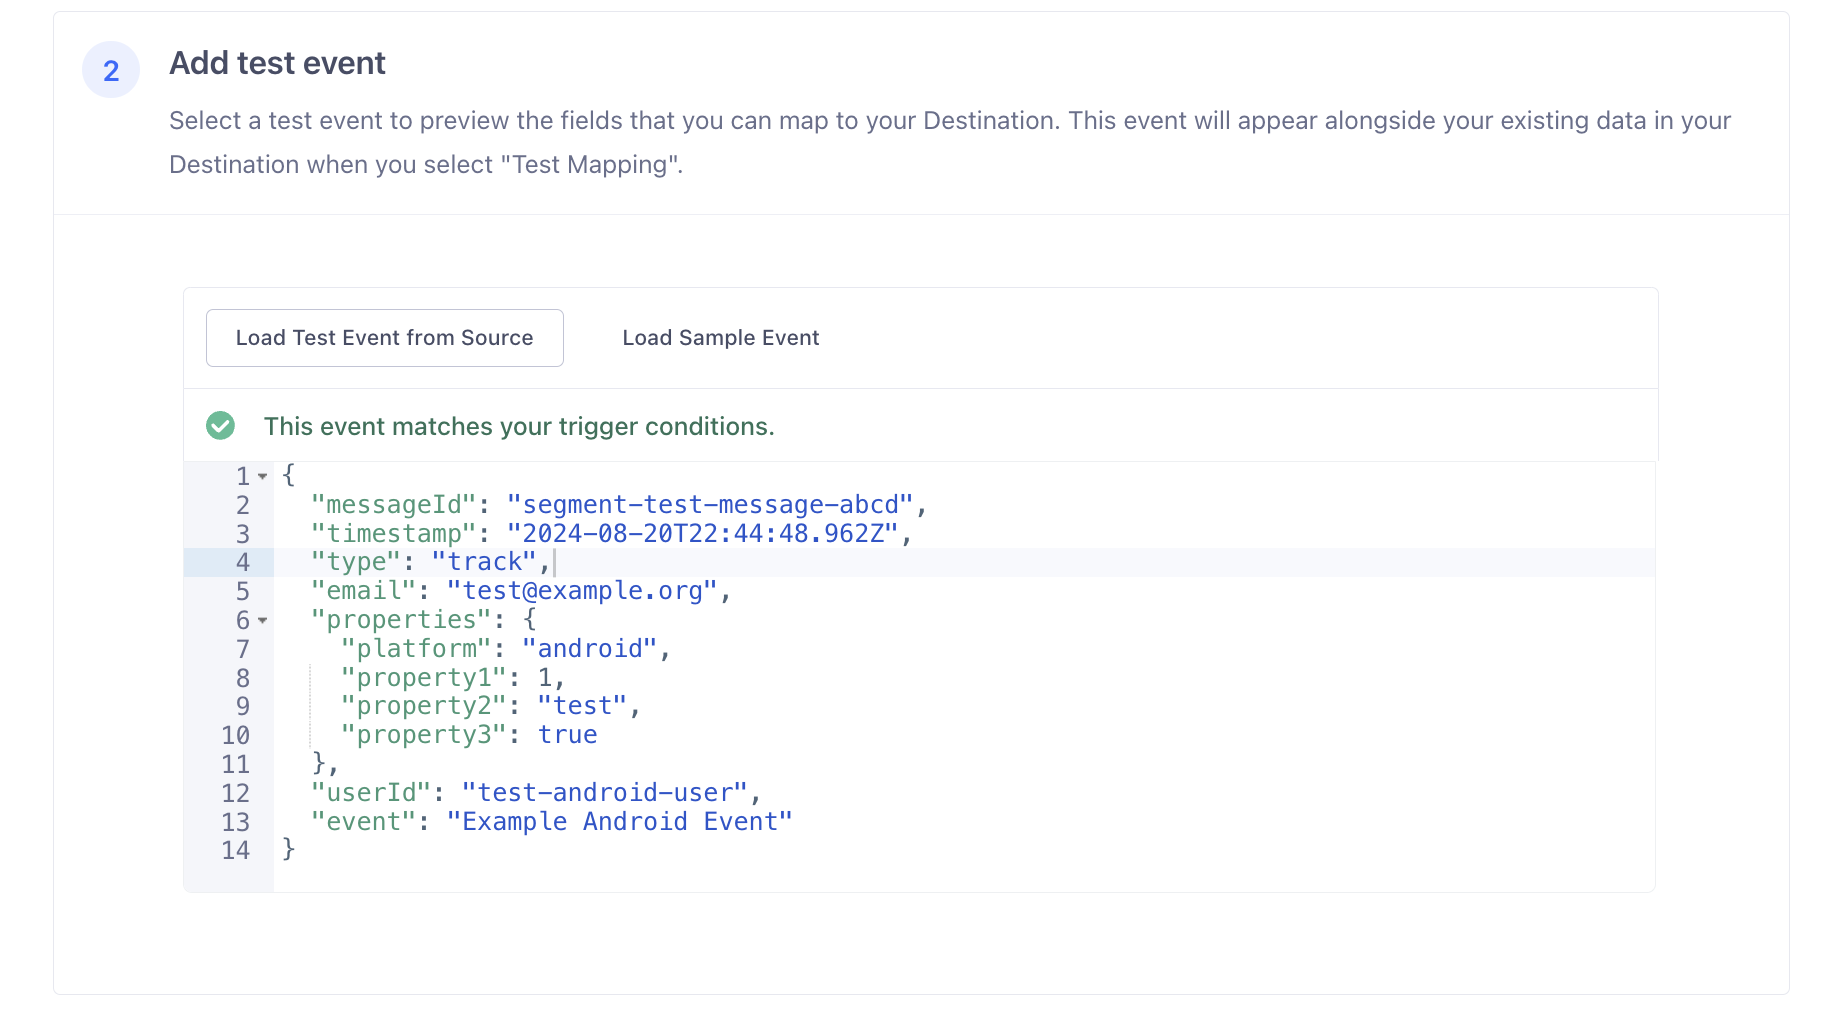 2
Add test event
Select a test event to preview the fields that you can map to your Destination. This event will appear alongside your existing data in your
Destination when you select "Test Mapping".
Load Test Event from Source Load Sample Event
This event matches your trigger conditions.
1 {
2 "messageId": "segment-test-message-abcd",
3 "timestamp": "2024-08-20T22:44:48.962Z",
4 "type": "track",
5 "email": "test@example.org",
6 "properties": {
7 "platform": "android",
8 "property1": 1,
9 "property2": "test",
10 "property3": true
11 },
12 "userId": "test-android-user",
13 "event": "Example Android Event"
14 }